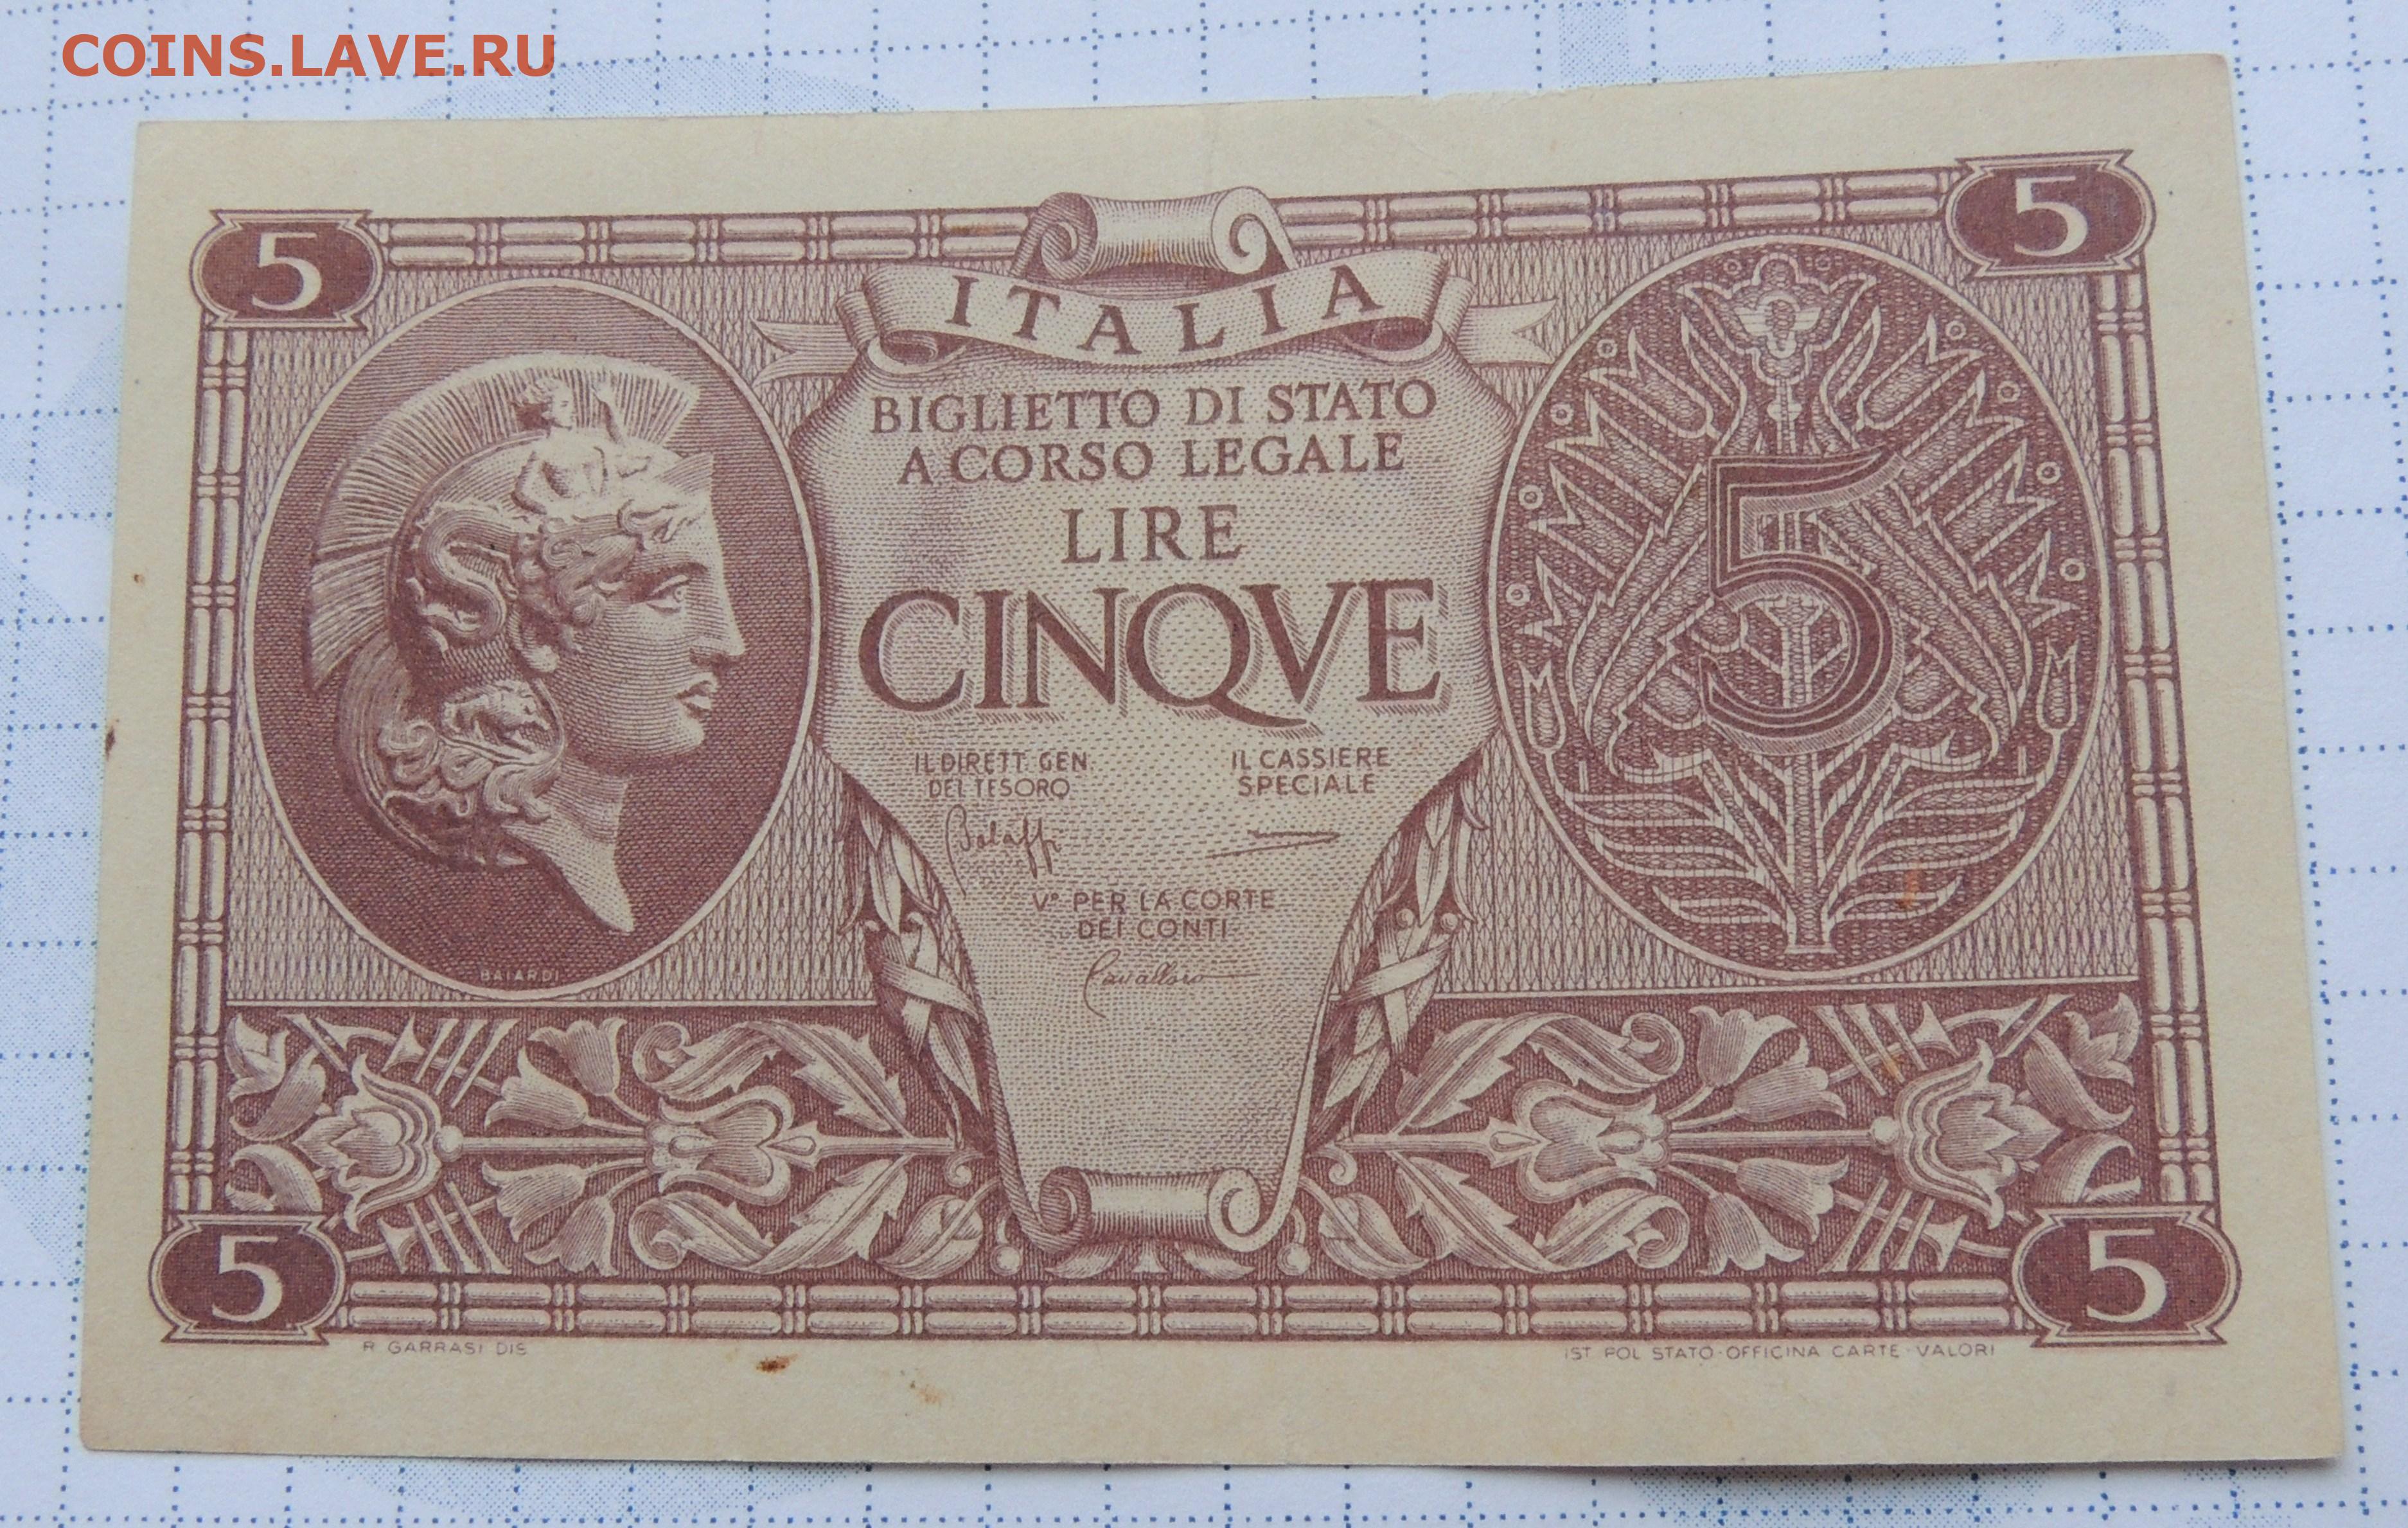 COINS.LAVE.RU
5
5
ITALIA
BIGLIETTO DI STATO
A CORSO LEGALE
LIRE
CINQVE
5
IL DIRETT. GEN.
DEL TESORO
IL CASSIERE
SPECIALE
Bolaffi
V° PER LA CORTE
DEI CONTI
Cavallaro
BAIARDI
5
5
R GARRASI DIS
IST POL STATO·OFFICINA CARTE·VALORI